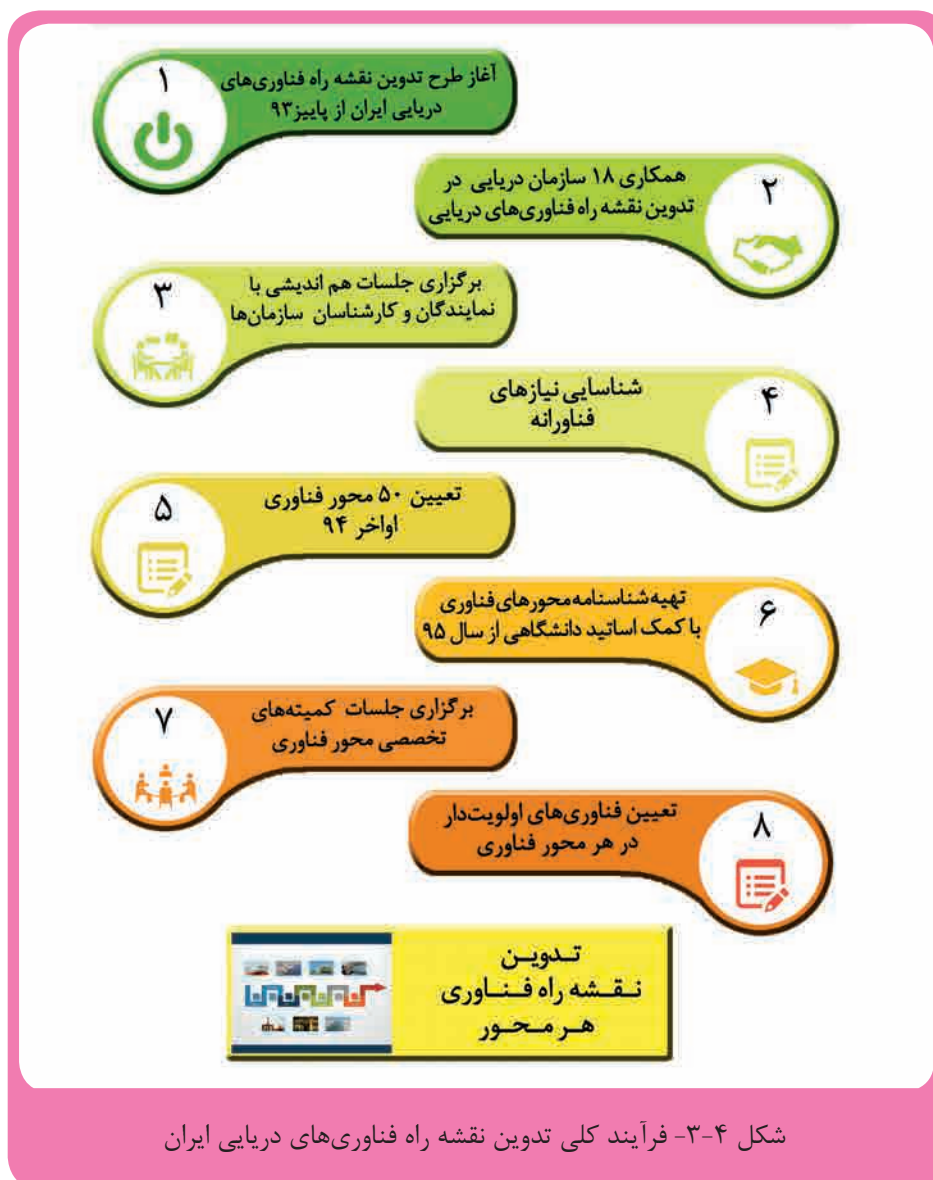 ۱
آغاز طرح تدوین نقشه راه فناوری‌های
دریایی ایران از پاییز۹۳
۲
همکاری ۱۸ سازمان دریایی در
تدوین نقشه راه فناوری‌های دریایی
۳
برگزاری جلسات هم اندیشی با
نمایندگان و کارشناسان سازمان‌ها
۴
شناسایی نیازهای
فناورانه
۵
تعیین ۵۰ محور فناوری
اواخر ۹۴
۶
تهیه شناسنامه محورهای فناوری
با کمک اساتید دانشگاهی از سال ۹۵
۷
برگزاری جلسات کمیته‌های
تخصصی محور فناوری
۸
تعیین فناوری‌های اولویت‌دار
در هر محور فناوری
تـدویـن
نـقـشه راه فـنـاوری
هـر مـحـور
شکل ۴-۳- فرآیند کلی تدوین نقشه راه فناوری‌های دریایی ایران